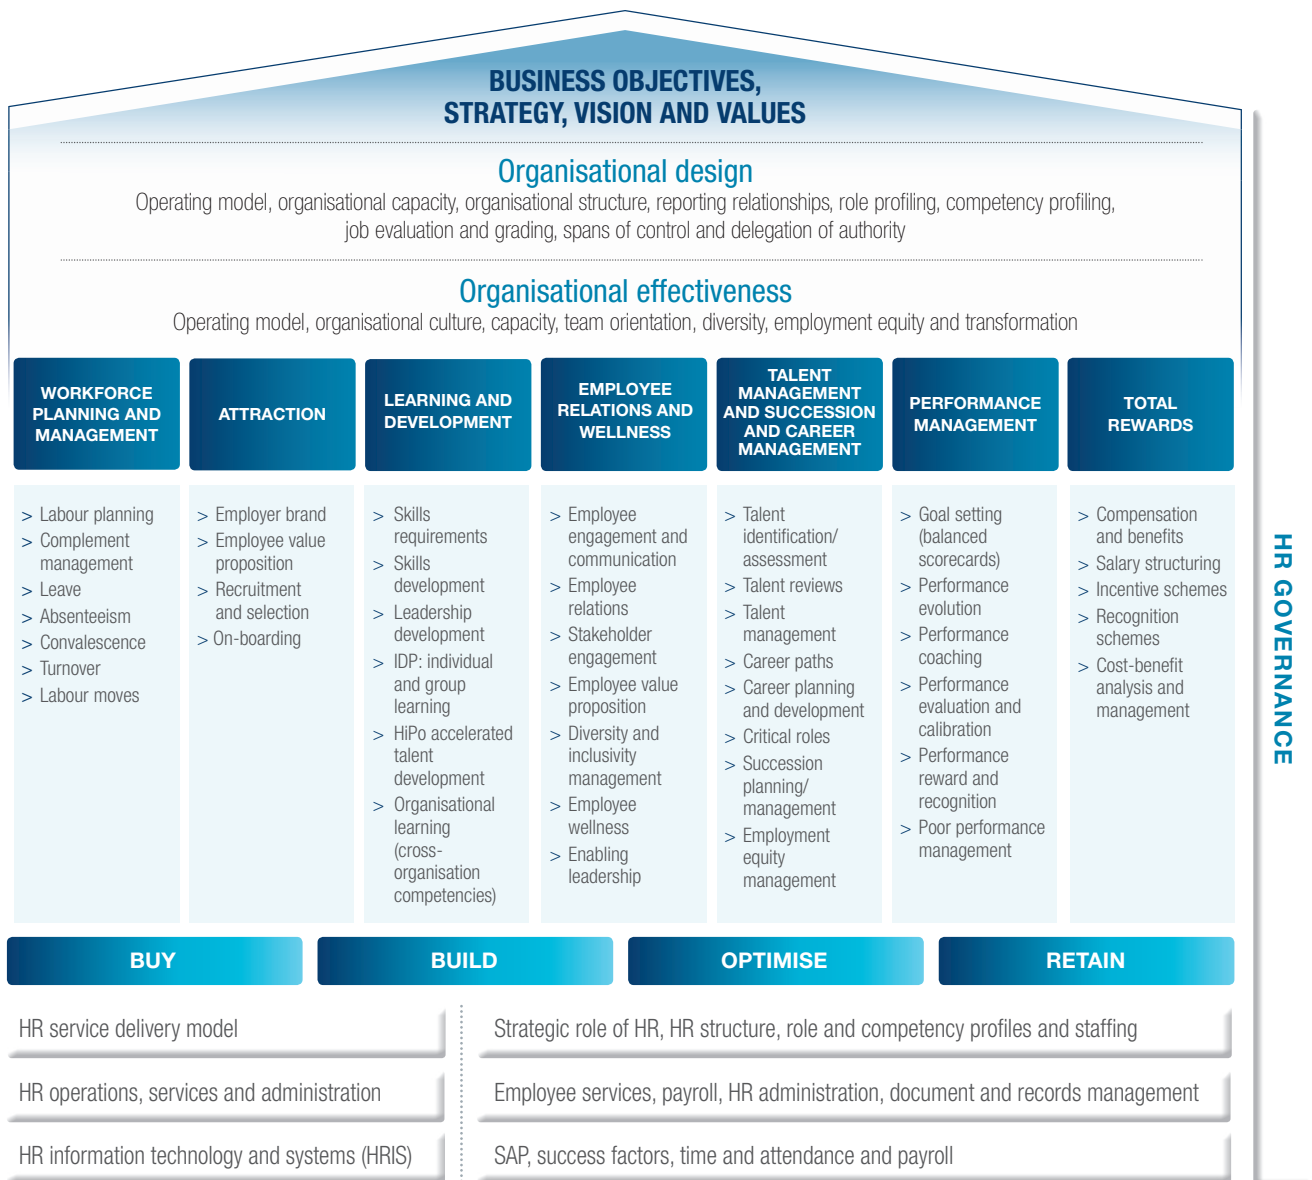 BUSINESS OBJECTIVES,
STRATEGY, VISION AND VALUES
Organisational design
Operating model, organisational capacity, organisational structure, reporting relationships, role profiling, competency profiling,
job evaluation and grading, spans of control and delegation of authority
Organisational effectiveness
Operating model, organisational culture, capacity, team orientation, diversity, employment equity and transformation
WORKFORCE
PLANNING AND
MANAGEMENT
> Labour planning
> Complement
management
> Leave
> Absenteeism
> Convalescence
> Turnover
> Labour moves
ATTRACTION
> Employer brand
> Employee value
proposition
> Recruitment
and selection
> On-boarding
LEARNING AND
DEVELOPMENT
> Skills
requirements
> Skills
development
> Leadership
development
> IDP: individual
and group
learning
> HiPo accelerated
talent
development
> Organisational
learning
(cross-
organisation
competencies)
EMPLOYEE
RELATIONS AND
WELLNESS
> Employee
engagement and
communication
> Employee
relations
> Stakeholder
engagement
> Employee value
proposition
> Diversity and
inclusivity
management
> Employee
wellness
> Enabling
leadership
TALENT
MANAGEMENT
AND SUCCESSION
AND CAREER
MANAGEMENT
> Talent
identification/
assessment
> Talent reviews
> Talent
management
> Career paths
> Career planning
and development
> Critical roles
> Succession
planning/
management
> Employment
equity
management
PERFORMANCE
MANAGEMENT
> Goal setting
(balanced
scorecards)
> Performance
evolution
> Performance
coaching
> Performance
evaluation and
calibration
> Performance
reward and
recognition
> Poor performance
management
TOTAL
REWARDS
> Compensation
and benefits
> Salary structuring
> Incentive schemes
> Recognition
schemes
> Cost-benefit
analysis and
management
HR GOVERNANCE
BUY
BUILD
OPTIMISE
RETAIN
HR service delivery model
Strategic role of HR, HR structure, role and competency profiles and staffing
HR operations, services and administration
Employee services, payroll, HR administration, document and records management
HR information technology and systems (HRIS)
SAP, success factors, time and attendance and payroll